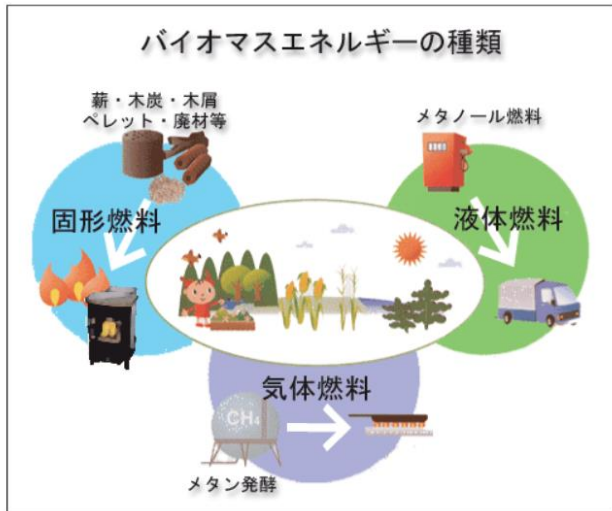 バイオマスエネルギーの種類
薪・木炭・木屑
ペレット・廃材等
メタノール燃料
固形燃料
液体燃料
気体燃料
CH₄
メタン発酵